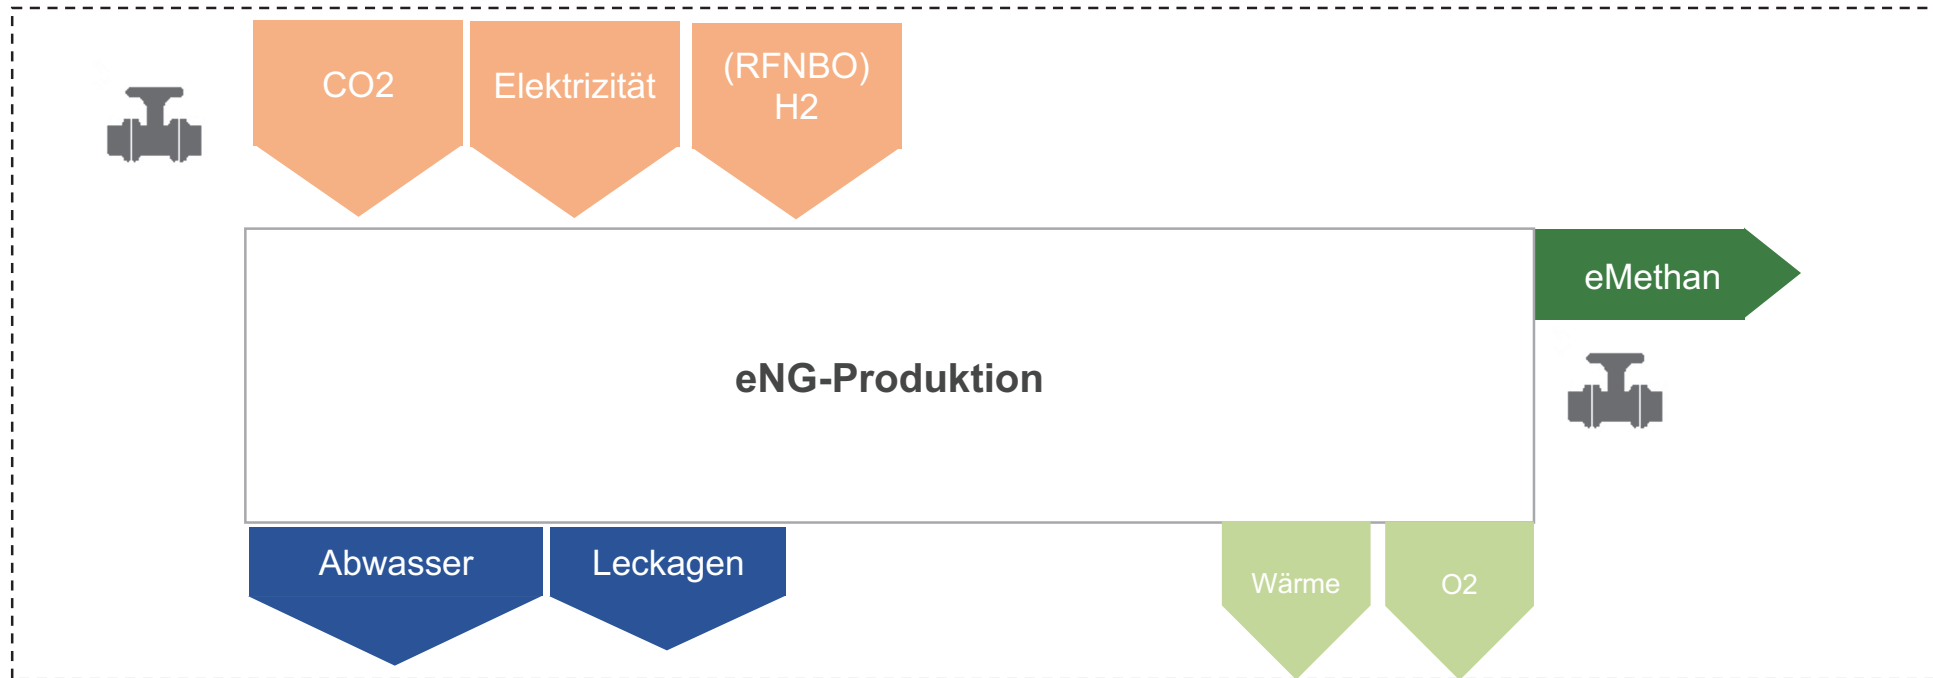 CO2
Elektrizität
(RFNBO)
H2
eMethan
eNG-Produktion
Abwasser
Leckagen
Wärme
O2